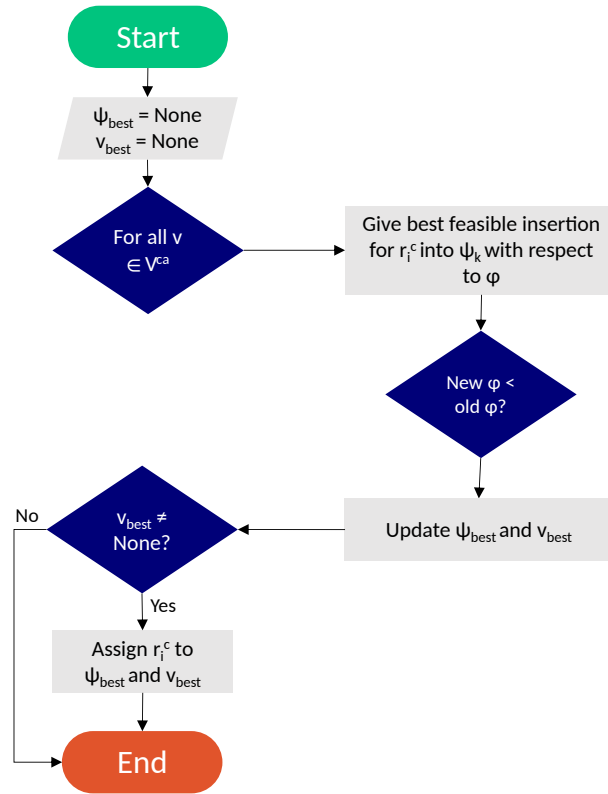 Start
ψbest = None
vbest = None
For all v
∈ Vca
Give best feasible insertion
for ric into ψk with respect
to φ
New φ <
old φ?
Update ψbest and vbest
vbest ≠
None?
No
Yes
Assign ric to
ψbest and vbest
End